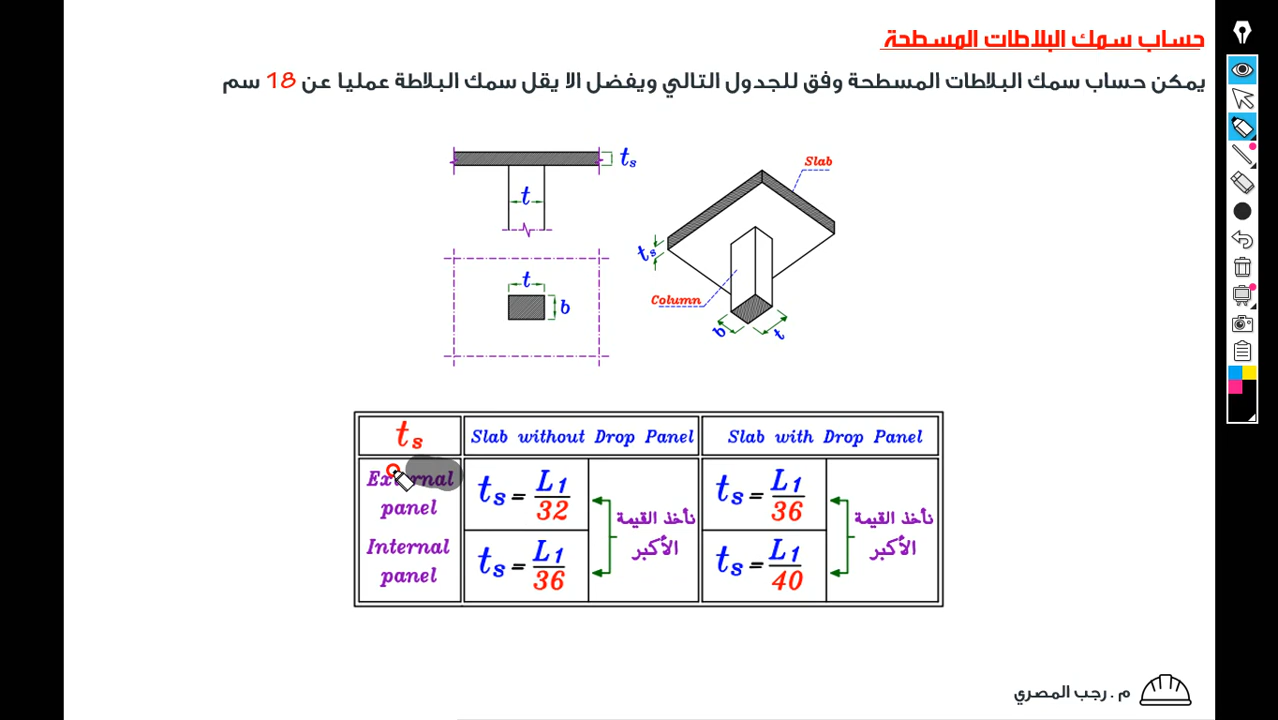 حساب سمك البلاطات المسطحة
يمكن حساب سمك البلاطات المسطحة وفق للجدول التالي ويفضل الا يقل سمك البلاطة عمليا عن 18 سم
ts
t
t
b
Slab
ts
Column
b
t
ts
Slab without Drop Panel
Slab with Drop Panel
External panel
ts = L1/32
ts = L1/36
نأخذ القيمة
الأكبر
Internal panel
ts = L1/36
ts = L1/40
نأخذ القيمة
الأكبر
م . رجب المصري